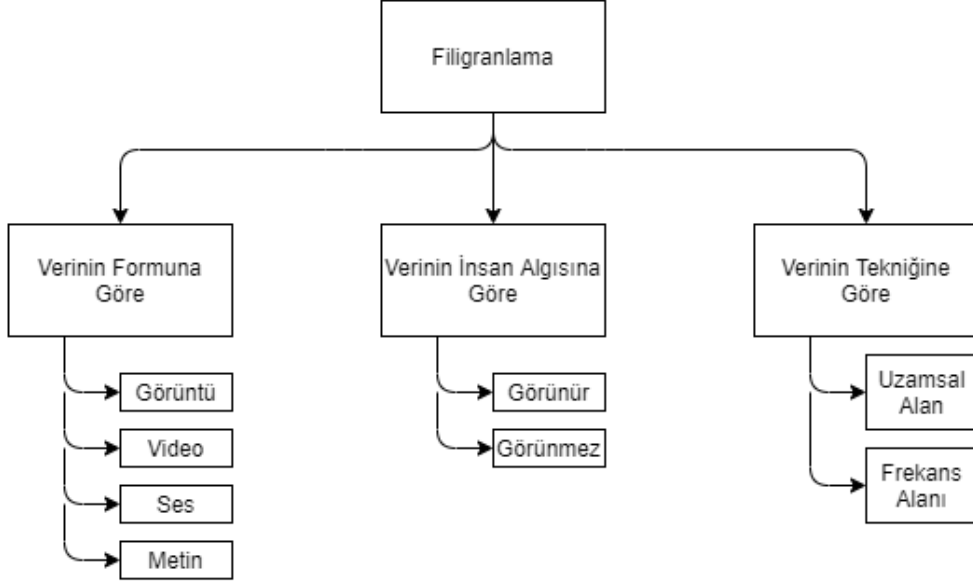 Filigranlama
Verinin Formuna
Göre
Verinin İnsan Algısına
Göre
Verinin Tekniğine
Göre
Görüntü
Video
Ses
Metin
Görünür
Görünmez
Uzamsal
Alan
Frekans
Alanı